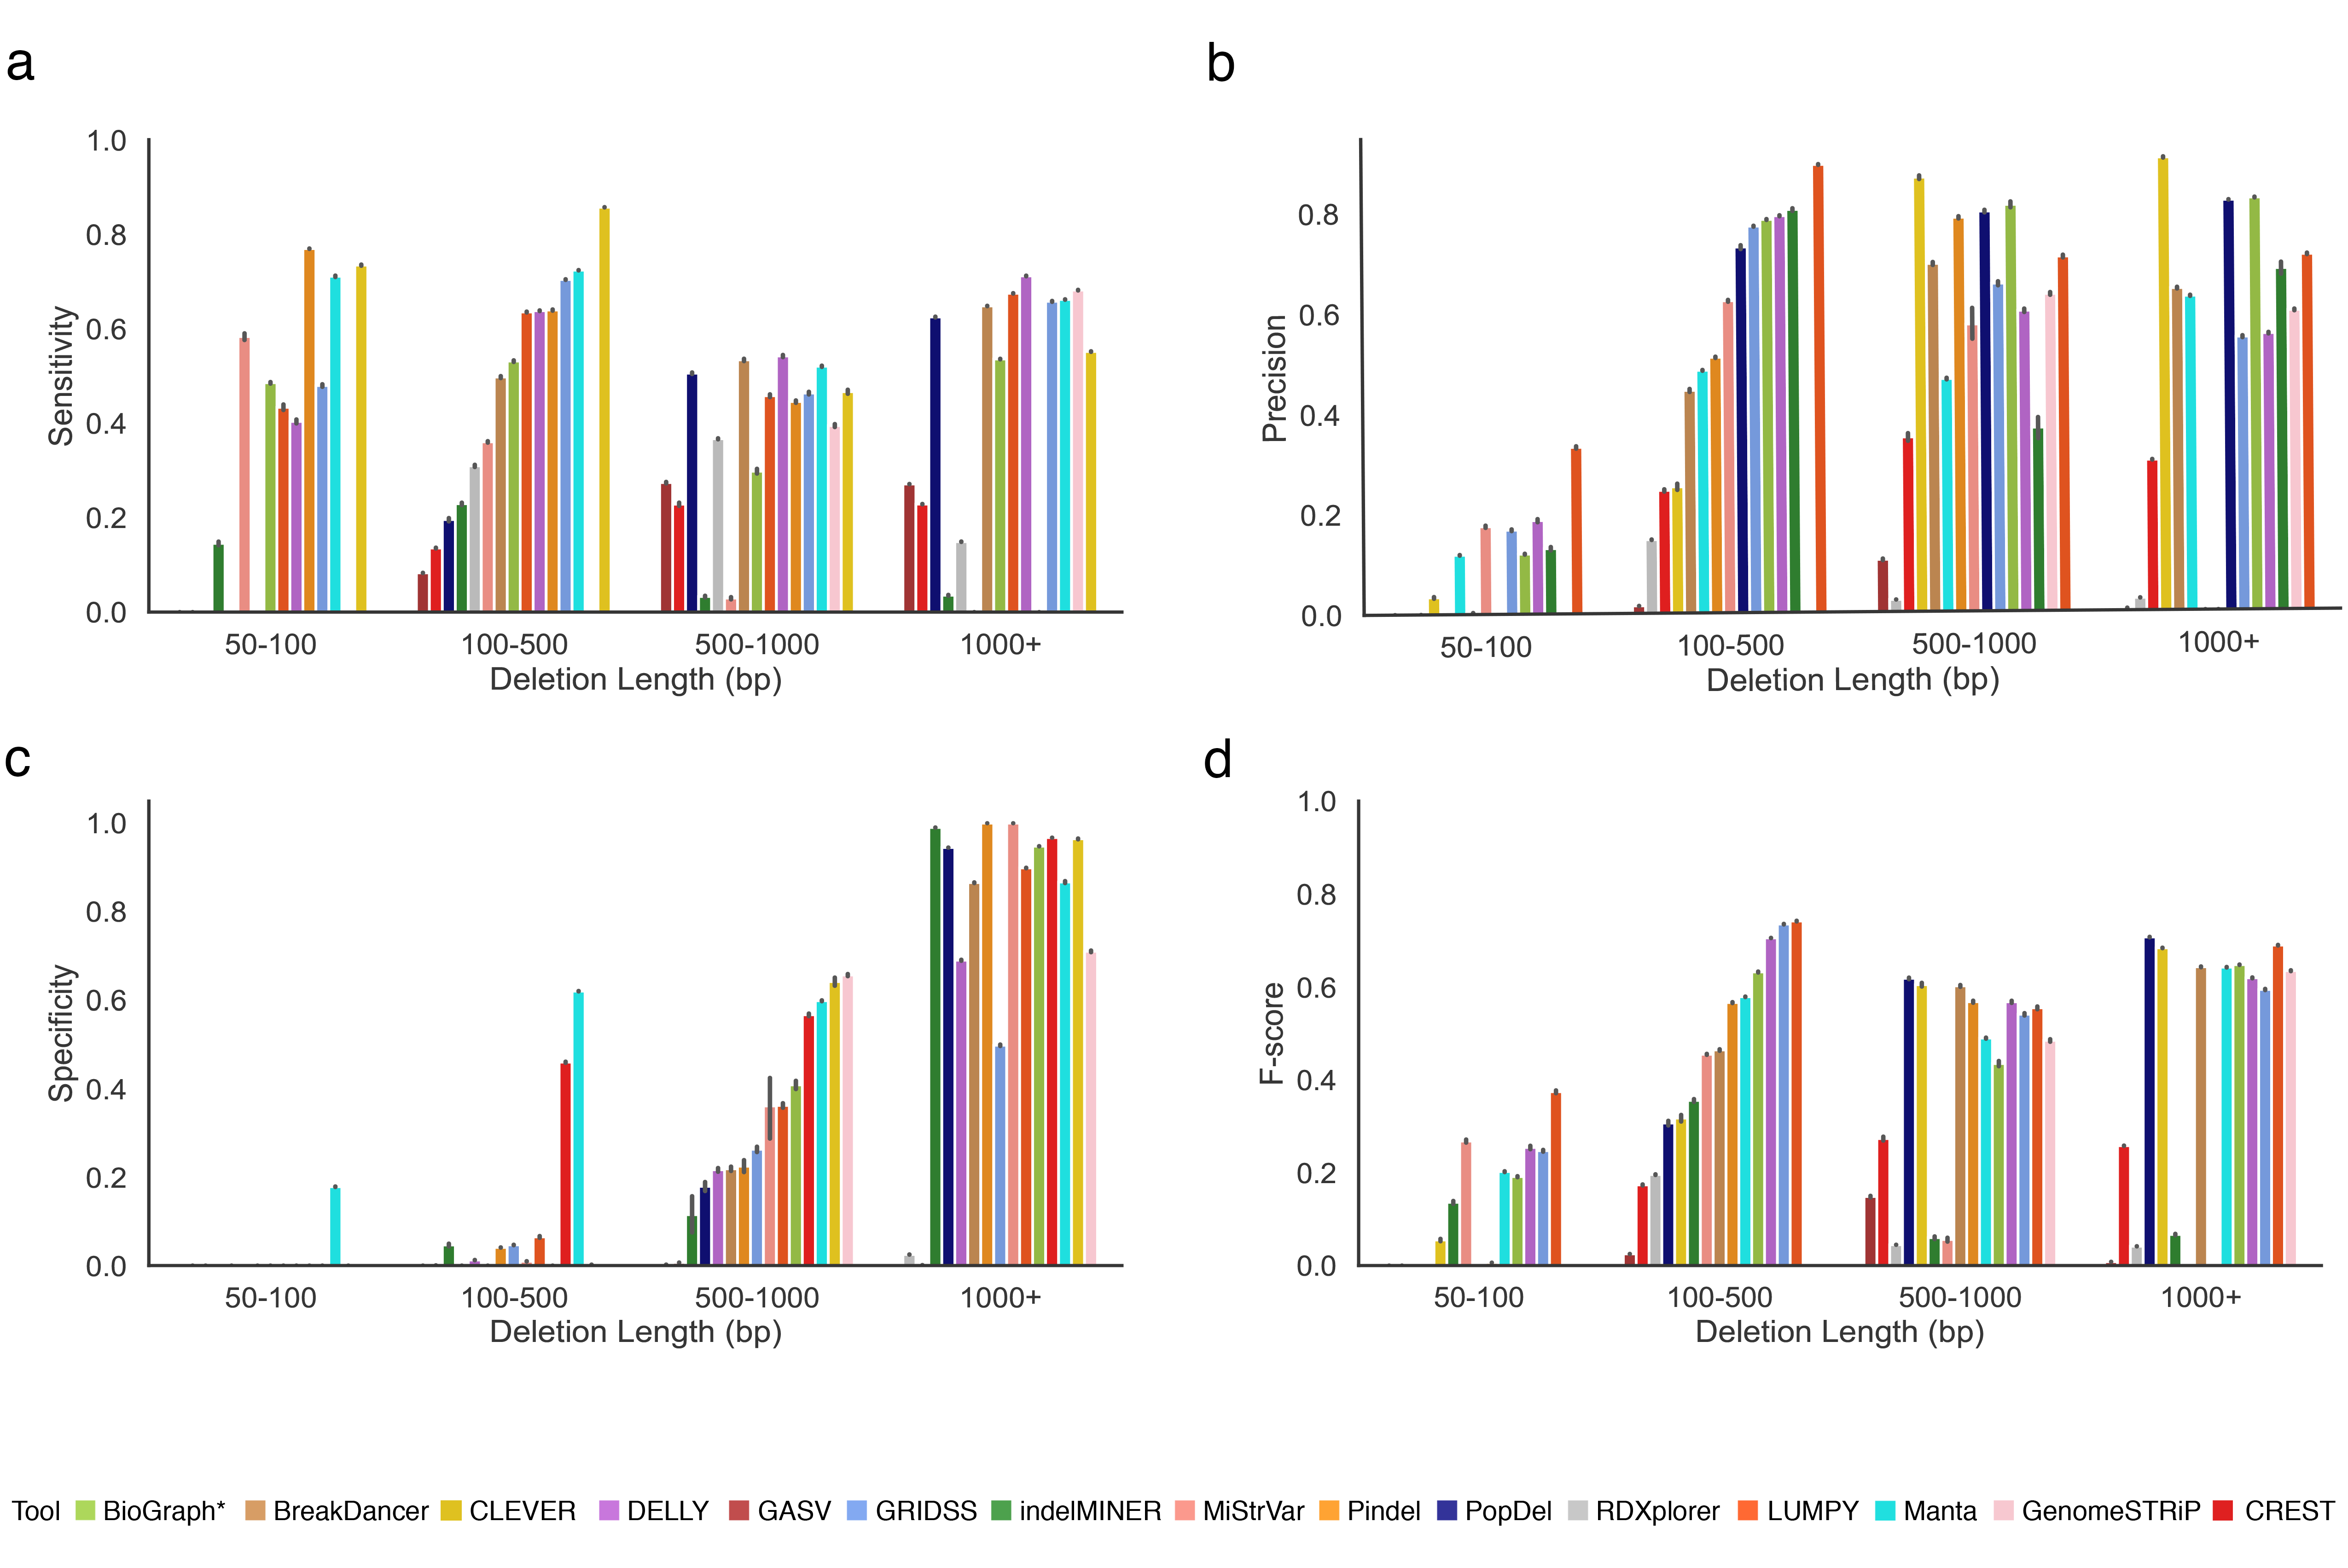 a
1.0
0.8
0.6
0.4
0.2
0.0
Sensitivity
50-100 100-500 500-1000 1000+
Deletion Length (bp)
b
0.8
0.6
0.4
0.2
0.0
Precision
50-100 100-500 500-1000 1000+
Deletion Length (bp)
c
1.0
0.8
0.6
0.4
0.2
0.0
Specificity
50-100 100-500 500-1000 1000+
Deletion Length (bp)
d
1.0
0.8
0.6
0.4
0.2
0.0
F-score
50-100 100-500 500-1000 1000+
Deletion Length (bp)
Tool BioGraph* BreakDancer CLEVER DELLY GASV GRIDSS indelMINER MiStrVar Pindel PopDel RDXplorer LUMPY Manta GenomeSTRiP CREST